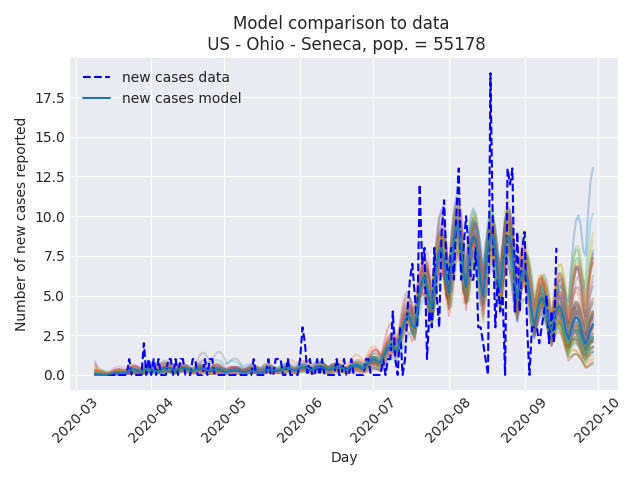 Model comparison to data
US - Ohio - Seneca, pop. = 55178
new cases data
new cases model
Number of new cases reported
17.5
15.0
12.5
10.0
7.5
5.0
2.5
0.0
2020-03
2020-04
2020-05
2020-06
2020-07
2020-08
2020-09
2020-10
Day